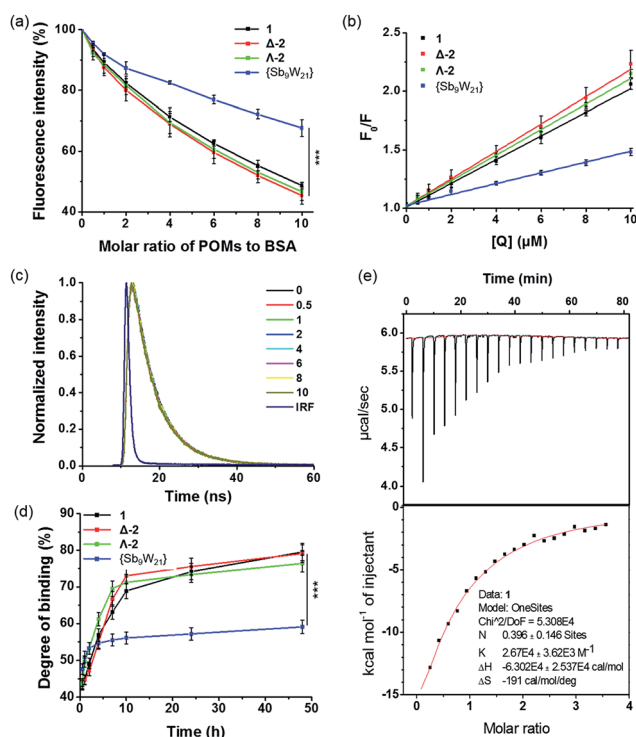 (a)
Fluorescence intensity (%)
100
80
60
40
0 2 4 6 8 10
Molar ratio of POMs to BSA
1
Δ-2
Λ-2
{Sb₉W₂₁}
***
(b)
F₀/F
2.5
2.0
1.5
1.0
0 2 4 6 8 10
[Q] (μM)
1
Δ-2
Λ-2
{Sb₉W₂₁}
(c)
Normalized intensity
1.0
0.8
0.6
0.4
0.2
0.0
0 20 40 60
Time (ns)
0
0.5
1
2
4
6
8
10
IRF
(d)
Degree of binding (%)
90
80
70
60
50
40
0 10 20 30 40 50
Time (h)
1
Δ-2
Λ-2
{Sb₉W₂₁}
***
(e)
Time (min)
0 10 20 30 40 50 60 70 80
μcal/sec
6.0
5.5
5.0
4.5
4.0
kcal mol⁻¹ of injectant
0
-5
-10
-15
Data: 1
Model: OneSites
Chi^2/DoF = 5.308E4
N 0.396 ± 0.146 Sites
K 2.67E4 ± 3.62E3 M⁻¹
ΔH -6.302E4 ± 2.537E4 cal/mol
ΔS -191 cal/mol/deg
0 1 2 3 4
Molar ratio